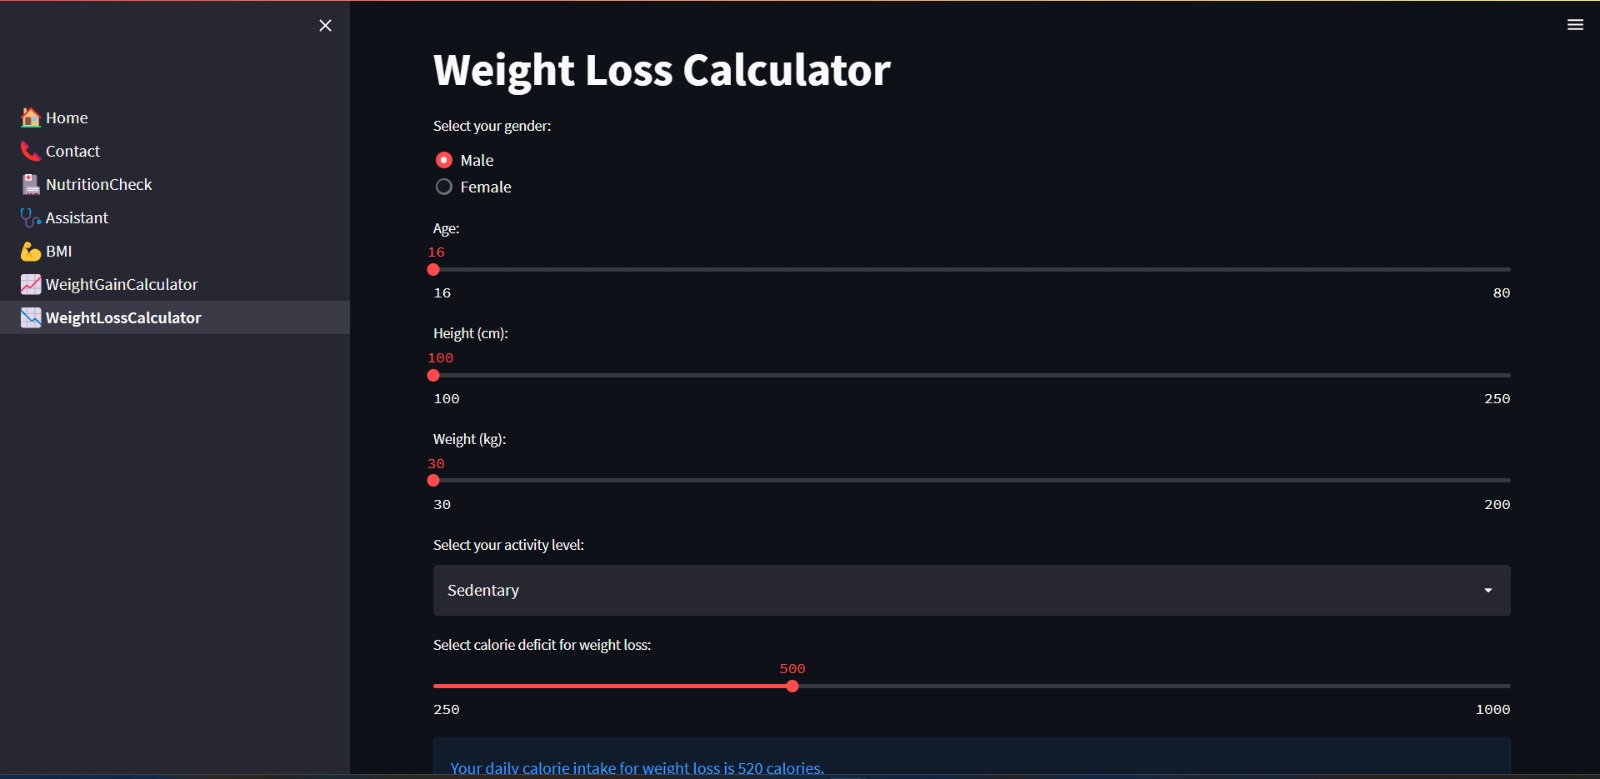 Home
Contact
NutritionCheck
Assistant
BMI
WeightGainCalculator
WeightLossCalculator
Weight Loss Calculator
Select your gender:
Male
Female
Age:
16
16 80
Height (cm):
100
100 250
Weight (kg):
30
30 200
Select your activity level:
Sedentary
Select calorie deficit for weight loss:
500
250 1000
Your daily calorie intake for weight loss is 520 calories.